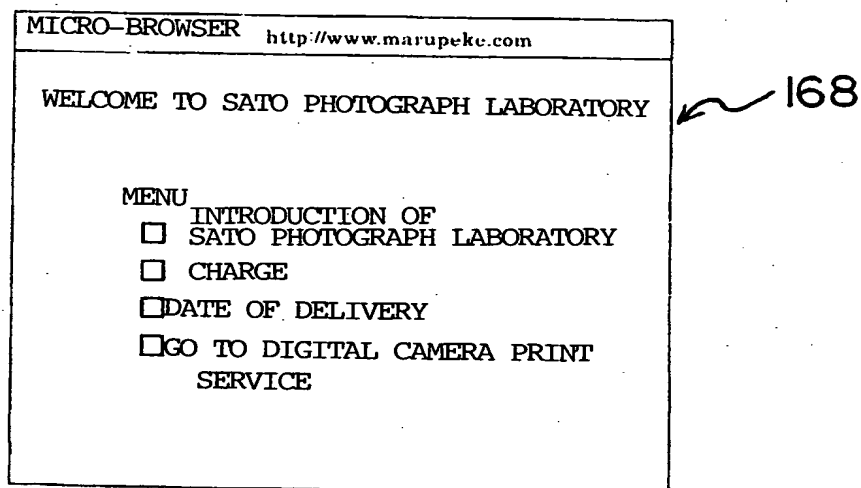 MICRO-BROWSER http://www.marupeke.com
WELCOME TO SATO PHOTOGRAPH LABORATORY
168
MENU
INTRODUCTION OF
SATO PHOTOGRAPH LABORATORY
CHARGE
DATE OF DELIVERY
GO TO DIGITAL CAMERA PRINT
SERVICE